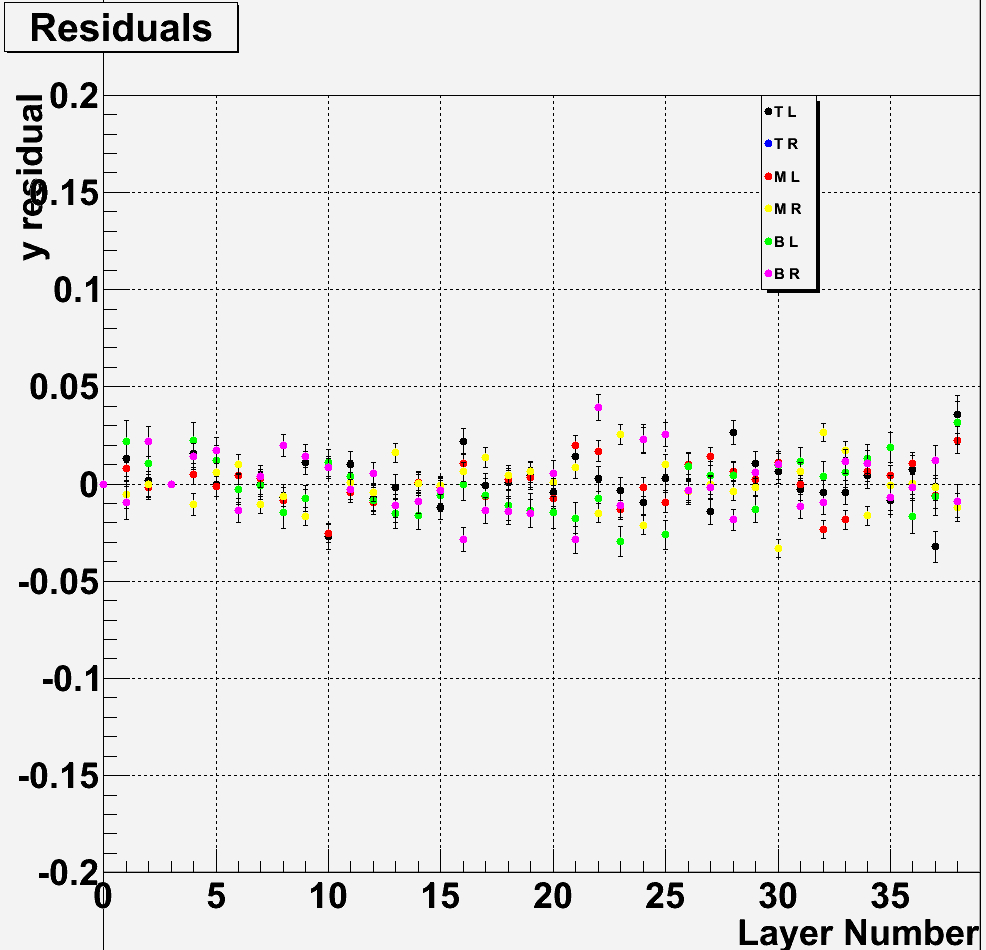 Residuals
y residual
0.2
0.15
0.1
0.05
0
-0.05
-0.1
-0.15
-0.2
T L
T R
M L
M R
B L
B R
0 5 10 15 20 25 30 35
Layer Number